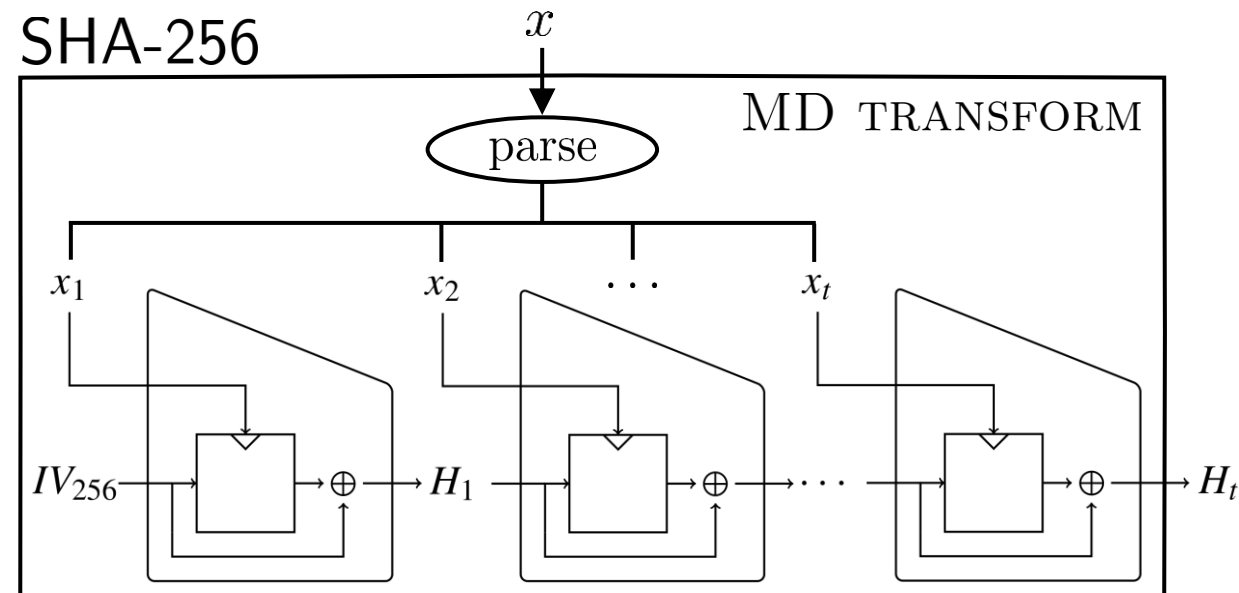 SHA-256
x
MD TRANSFORM
parse
x₁ x₂ ··· xₜ
IV₂₅₆ ⊕ H₁ ⊕ ··· ⊕ Hₜ